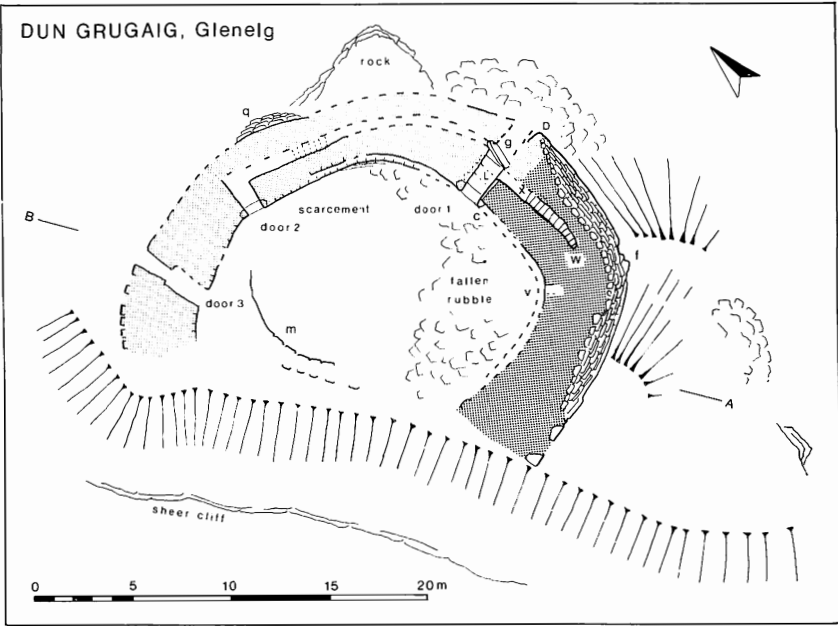 DUN GRUGAIG, Glenelg
rock
q
D
g
L
scarcement
door 1
c
B
door 2
W
f
fallen
rubble
v
door 3
m
A
sheer cliff
0 5 10 15 20 m